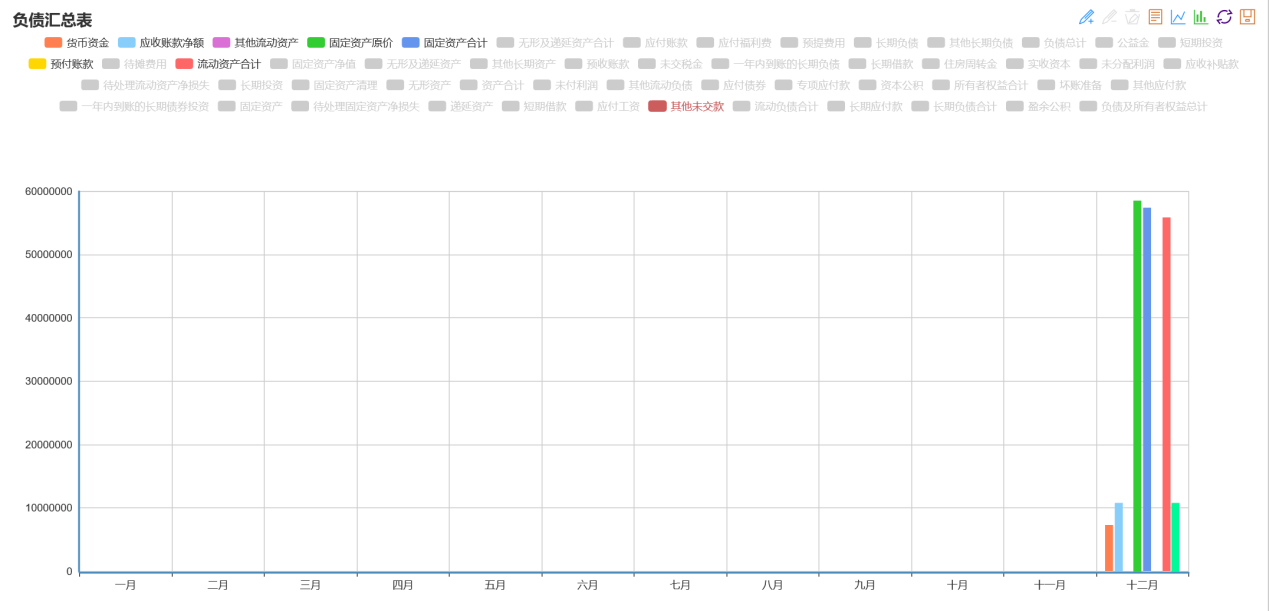 负债汇总表
货币资金 应收账款净额 其他流动资产 固定资产原价 固定资产合计 无形及递延资产合计 应付账款 应付福利费 预提费用 长期负债 其他长期负债 负债总计 公益金 短期投资
预付账款 待摊费用 流动资产合计 固定资产净值 无形及递延资产 其他长期资产 预收账款 未交税金 一年内到账的长期负债 长期借款 住房周转金 实收资本 未分配利润 应收补贴款
待处理流动资产净损失 长期投资 固定资产清理 无形资产 资产合计 未付利润 其他流动负债 应付债券 专项应付款 资本公积 所有者权益合计 坏账准备 其他应付款
一年内到账的长期债券投资 固定资产 待处理固定资产净损失 递延资产 短期借款 应付工资 其他未交款 流动负债合计 长期应付款 长期负债合计 盈余公积 负债及所有者权益总计
60000000
50000000
40000000
30000000
20000000
10000000
0
一月 二月 三月 四月 五月 六月 七月 八月 九月 十月 十一月 十二月